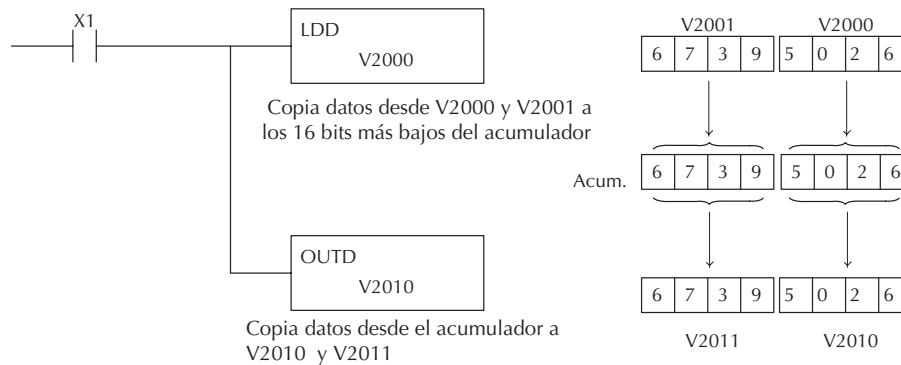 X1
LDD
V2000
Copia datos desde V2000 y V2001 a
los 16 bits más bajos del acumulador
OUTD
V2010
Copia datos desde el acumulador a
V2010 y V2011
V2001 V2000
6 7 3 9 5 0 2 6
Acum. 6 7 3 9 5 0 2 6
6 7 3 9 5 0 2 6
V2011 V2010